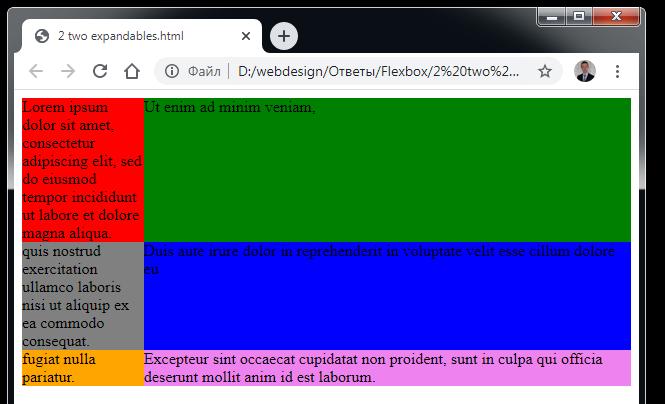 2 two expandables.html
Файл
D:/webdesign/Ответы/Flexbox/2%20two%2...
Lorem ipsum
dolor sit amet,
consectetur
adipiscing elit, sed
do eiusmod
tempor incididunt
ut labore et dolore
magna aliqua.
Ut enim ad minim veniam,
quis nostrud
exercitation
ullamco laboris
nisi ut aliquip ex
ea commodo
consequat.
Duis aute irure dolor in reprehenderit in voluptate velit esse cillum dolore
eu
fugiat nulla
pariatur.
Excepteur sint occaecat cupidatat non proident, sunt in culpa qui officia
deserunt mollit anim id est laborum.